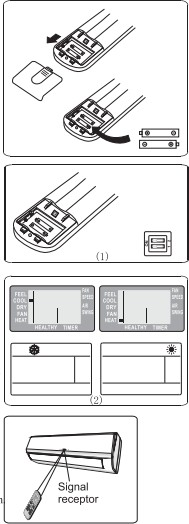 (1)
FEEL
COOL
DRY
FAN
HEAT
FAN
SPEED
AIR
SWING
HEALTHY TIMER
FEEL
COOL
DRY
FAN
HEAT
FAN
SPEED
AIR
SWING
HEALTHY TIMER
(2)
Signal
receptor